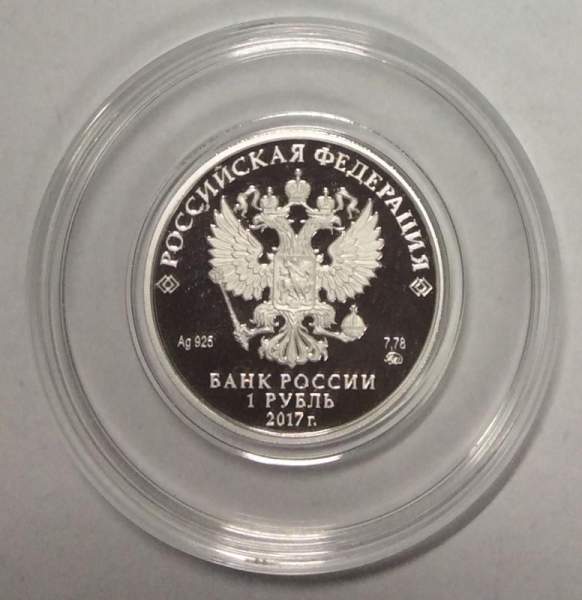 РОССИЙСКАЯ ФЕДЕРАЦИЯ
Ag 925
7,78
БАНК РОССИИ
1 РУБЛЬ
2017 г.